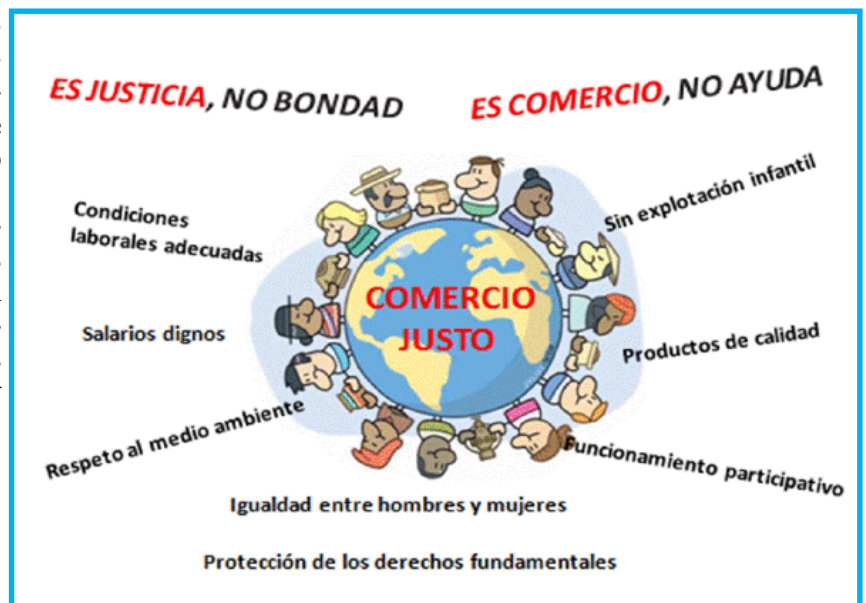 ES JUSTICIA, NO BONDAD
ES COMERCIO, NO AYUDA
Condiciones
laborales adecuadas
Sin explotación infantil
COMERCIO
JUSTO
Salarios dignos
Productos de calidad
Respeto al medio ambiente
Funcionamiento participativo
Igualdad entre hombres y mujeres
Protección de los derechos fundamentales